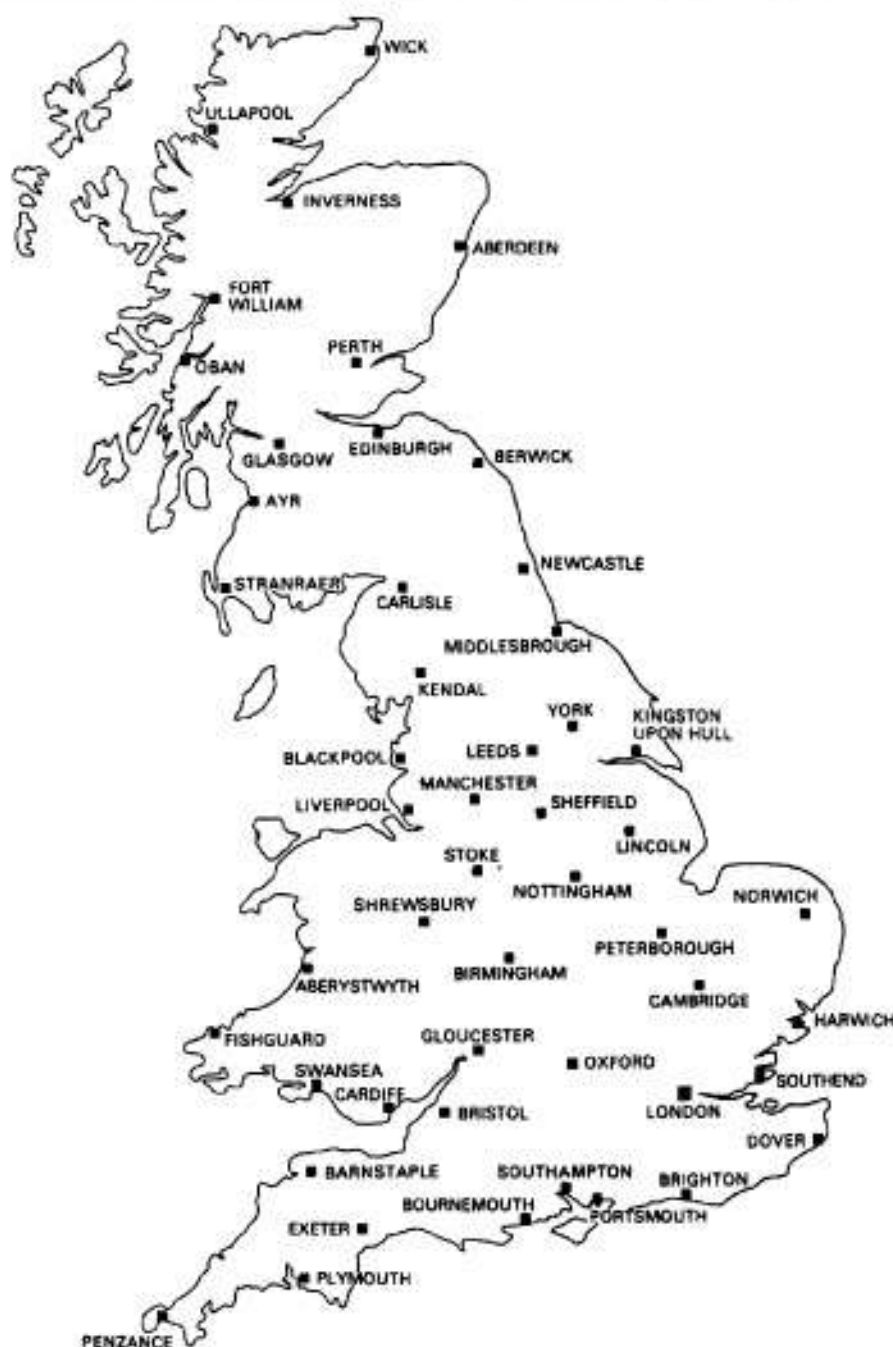 WICK
ULLAPOOL
INVERNESS
ABERDEEN
FORT
WILLIAM
PERTH
OBAN
EDINBURGH
GLASGOW
BERWICK
AYR
NEWCASTLE
STRANRAER
CARLISLE
MIDDLESBROUGH
KENDAL
YORK
KINGSTON
UPON HULL
LEEDS
BLACKPOOL
MANCHESTER
LIVERPOOL
SHEFFIELD
LINCOLN
STOKE
NOTTINGHAM
NORWICH
SHREWSBURY
PETERBOROUGH
BIRMINGHAM
ABERYSTWYTH
CAMBRIDGE
HARWICH
FISHGUARD
GLOUCESTER
OXFORD
SWANSEA
SOUTHEND
CARDIFF
LONDON
BRISTOL
DOVER
BARNSTAPLE
SOUTHAMPTON
BRIGHTON
BOURNEMOUTH
PORTSMOUTH
EXETER
PLYMOUTH
PENZANCE